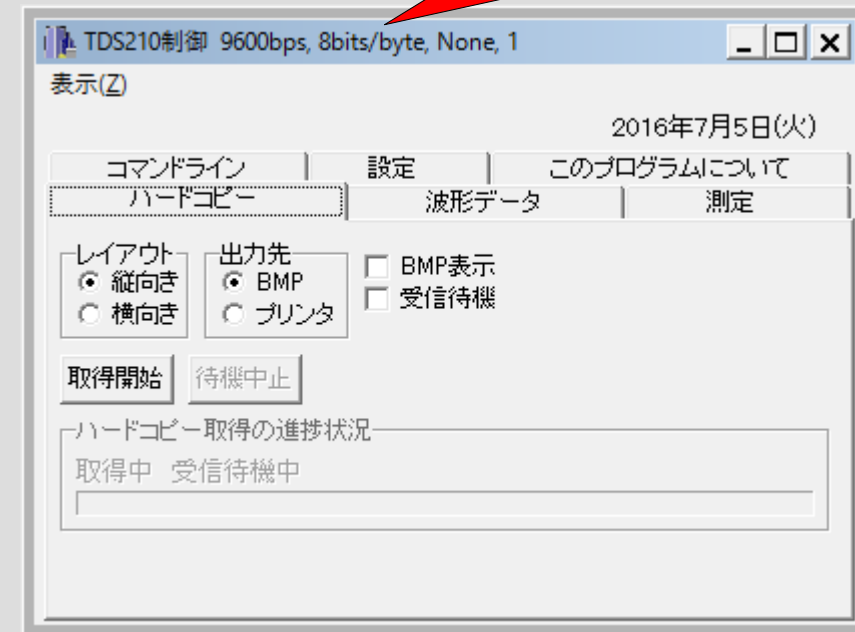 TDS210制御 9600bps, 8bits/byte, None, 1
表示(Z)
2016年7月5日(火)
コマンドライン 設定 このプログラムについて
ハードコピー 波形データ 測定
レイアウト 出力先
縦向き BMP BMP表示
横向き プリンタ 受信待機
取得開始 待機中止
ハードコピー取得の進捗状況
取得中 受信待機中